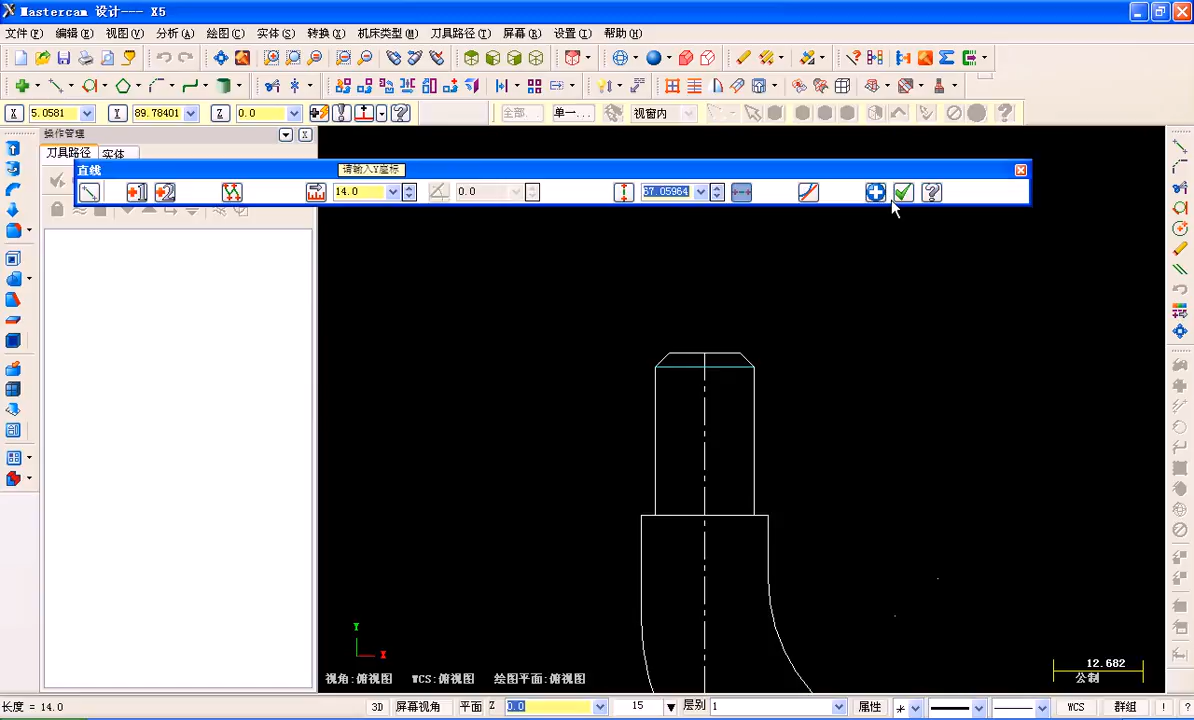 Mastercam 设计--- X5
文件(F) 编辑(E) 视图(V) 分析(A) 绘图(C) 实体(S) 转换(X) 机床类型(M) 刀具路径(T) 屏幕(R) 设置(I) 帮助(H)
X 5.0581 Y 89.78401 Z 0.0 全部... 单一... 视窗内
操作管理
刀具路径 实体
直线 请输入Y座标
+1 +2 14.0 0.0 67.05964
Y
X
12.682
公制
视角:俯视图 WCS:俯视图 绘图平面:俯视图
长度 = 14.0 3D 屏幕视角 平面 Z 0.0 15 层别 1 属性 WCS 群组 ! ?